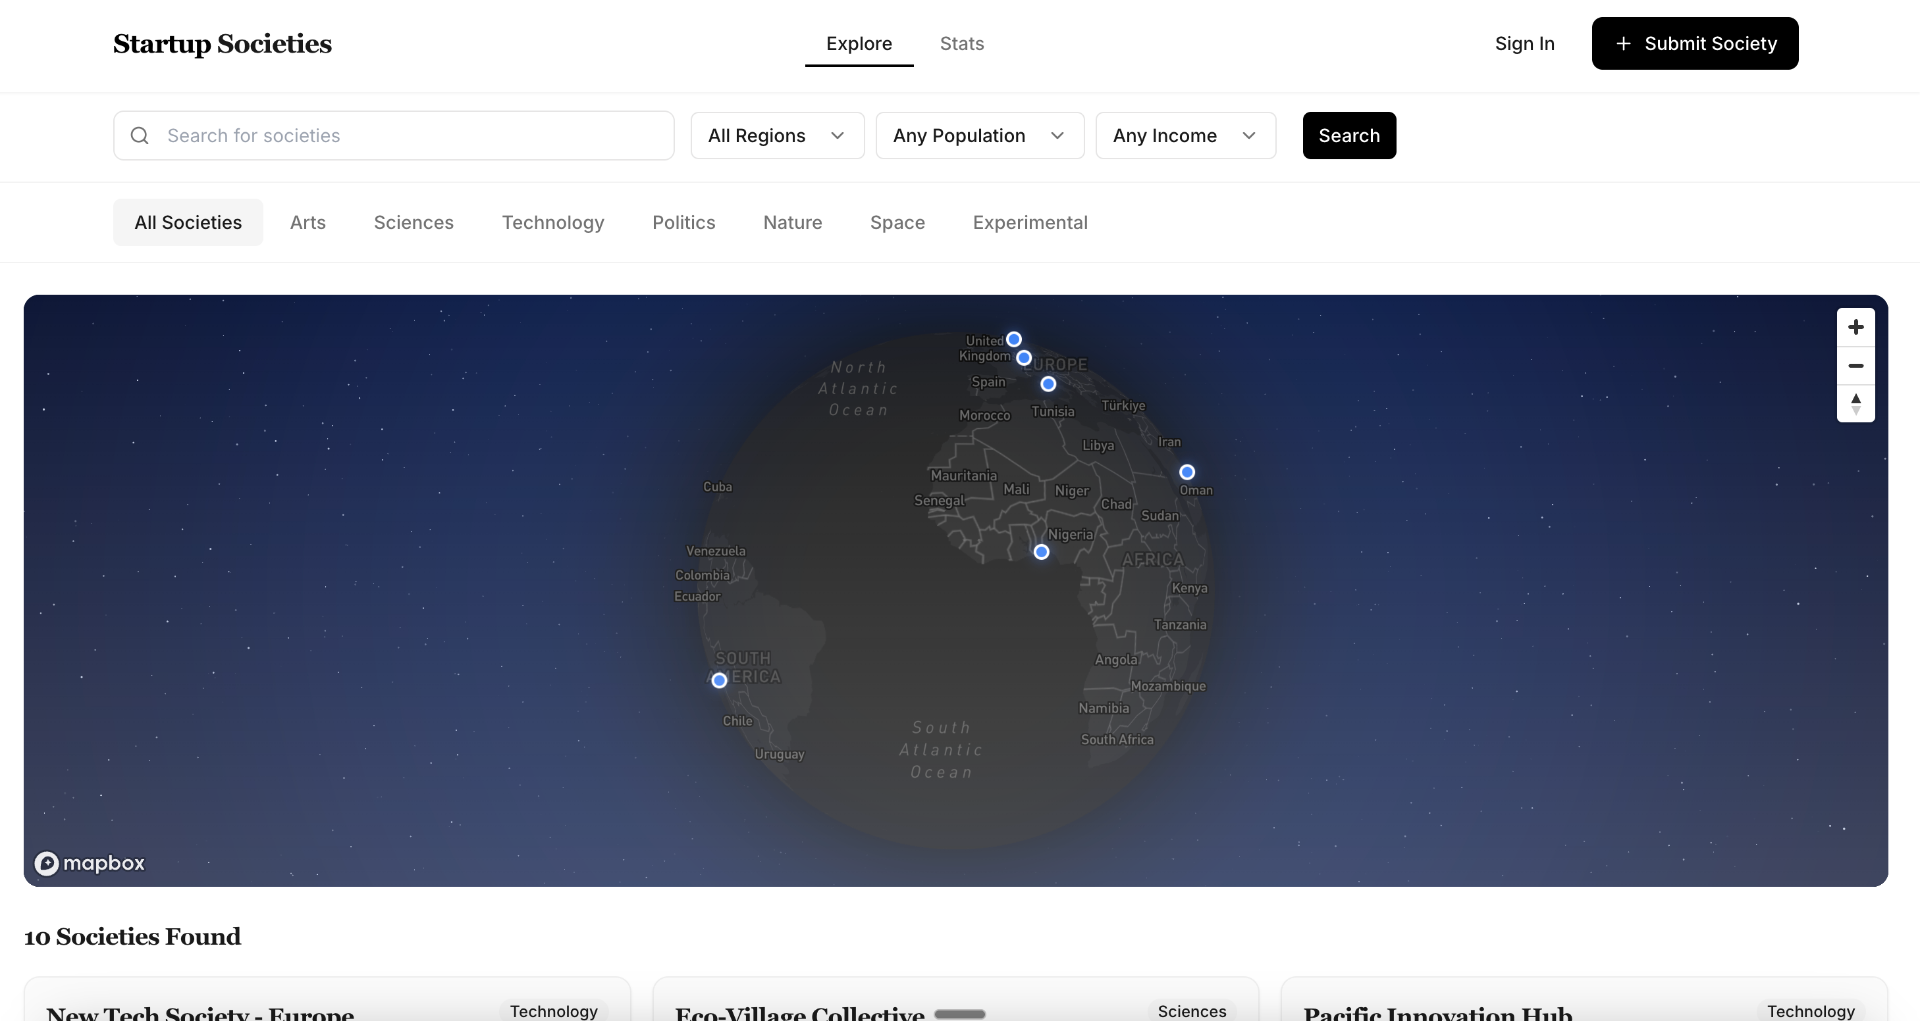 Startup Societies
Explore
Stats
Sign In
Submit Society
Search for societies
All Regions
Any Population
Any Income
Search
All Societies
Arts
Sciences
Technology
Politics
Nature
Space
Experimental
United
Kingdom
EUROPE
North
Atlantic
Ocean
Spain
Morocco
Tunisia
Türkiye
Libya
Iran
Cuba
Mauritania
Mali
Niger
Oman
Senegal
Chad
Sudan
Nigeria
Venezuela
AFRICA
Colombia
Ecuador
Kenya
Tanzania
SOUTH
AMERICA
Angola
Mozambique
Namibia
Chile
South Africa
Uruguay
South
Atlantic
Ocean
mapbox
10 Societies Found
New Tech Society - Europe
Technology
Eco-Village Collective
Sciences
Pacific Innovation Hub
Technology